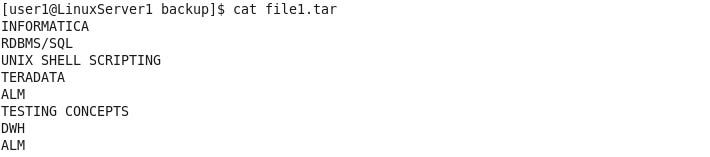 [user1@LinuxServer1 backup]$ cat file1.tar
INFORMATICA
RDBMS/SQL
UNIX SHELL SCRIPTING
TERADATA
ALM
TESTING CONCEPTS
DWH
ALM